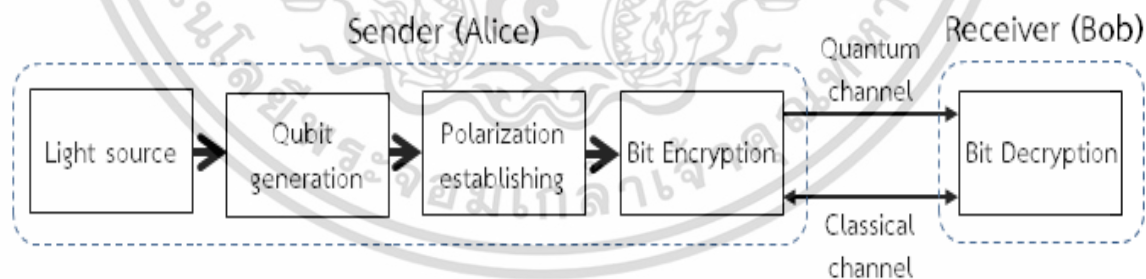 Sender (Alice)
Receiver (Bob)
Quantum
channel
Light source
Qubit
generation
Polarization
establishing
Bit Encryption
Bit Decryption
Classical
channel